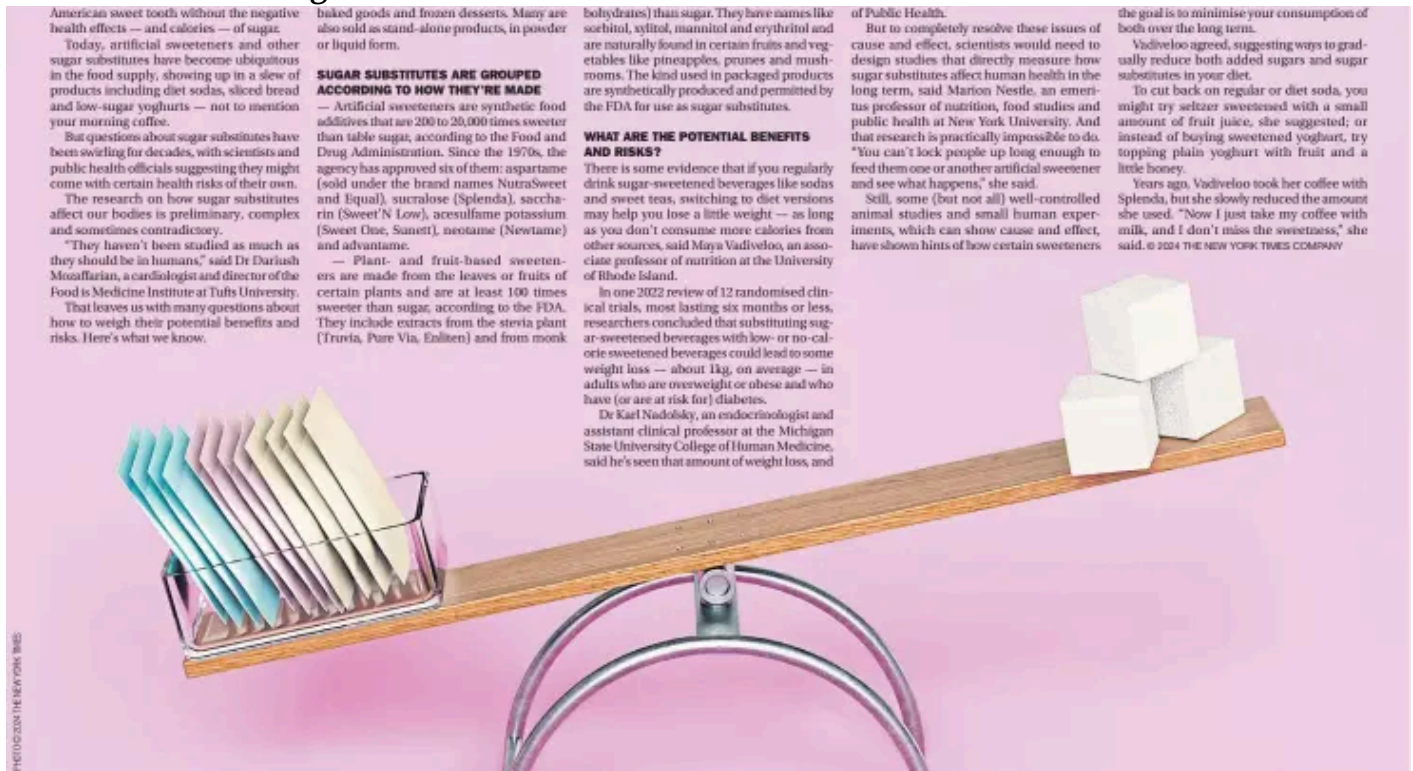 American sweet tooth without the negative
health effects — and calories — of sugar.
Today, artificial sweeteners and other
sugar substitutes have become ubiquitous
in the food supply, showing up in a slew of
products including diet sodas, sliced bread
and low-sugar yoghurts — not to mention
your morning coffee.
But questions about sugar substitutes have
been swirling for decades, with scientists and
public health officials suggesting they might
come with certain health risks of their own.
The research on how sugar substitutes
affect our bodies is preliminary, complex
and sometimes contradictory.
"They haven't been studied as much as
they should be in humans," said Dr Dariush
Mozaffarian, a cardiologist and director of the
Food is Medicine Institute at Tufts University.
That leaves us with many questions about
how to weigh their potential benefits and
risks. Here's what we know.
baked goods and frozen desserts. Many are
also sold as stand-alone products, in powder
or liquid form.
SUGAR SUBSTITUTES ARE GROUPED
ACCORDING TO HOW THEY'RE MADE
— Artificial sweeteners are synthetic food
additives that are 200 to 20,000 times sweeter
than table sugar, according to the Food and
Drug Administration. Since the 1970s, the
agency has approved six of them: aspartame
(sold under the brand names NutraSweet
and Equal), sucralose (Splenda), saccha-
rin (Sweet'N Low), acesulfame potassium
(Sweet One, Sunett), neotame (Newtame)
and advantame.
— Plant- and fruit-based sweeten-
ers are made from the leaves or fruits of
certain plants and are at least 100 times
sweeter than sugar, according to the FDA.
They include extracts from the stevia plant
(Truvia, Pure Via, Enliten) and from monk
bohydrates) than sugar. They have names like
sorbitol, xylitol, mannitol and erythritol and
are naturally found in certain fruits and veg-
etables like pineapples, prunes and mush-
rooms. The kind used in packaged products
are synthetically produced and permitted by
the FDA for use as sugar substitutes.
WHAT ARE THE POTENTIAL BENEFITS
AND RISKS?
There is some evidence that if you regularly
drink sugar-sweetened beverages like sodas
and sweet teas, switching to diet versions
may help you lose a little weight — as long
as you don't consume more calories from
other sources, said Maya Vadiveloo, an asso-
ciate professor of nutrition at the University
of Rhode Island.
In one 2022 review of 12 randomised clin-
ical trials, most lasting six months or less,
researchers concluded that substituting sug-
ar-sweetened beverages with low- or no-cal-
orie sweetened beverages could lead to some
weight loss — about 1kg, on average — in
adults who are overweight or obese and who
have (or are at risk for) diabetes.
Dr Karl Nadolsky, an endocrinologist and
assistant clinical professor at the Michigan
State University College of Human Medicine,
said he's seen that amount of weight loss, and
of Public Health.
But to completely resolve these issues of
cause and effect, scientists would need to
design studies that directly measure how
sugar substitutes affect human health in the
long term, said Marion Nestle, an emeri-
tus professor of nutrition, food studies and
public health at New York University. And
that research is practically impossible to do.
"You can't lock people up long enough to
feed them one or another artificial sweetener
and see what happens," she said.
Still, some (but not all) well-controlled
animal studies and small human exper-
iments, which can show cause and effect,
have shown hints of how certain sweeteners
the goal is to minimise your consumption of
both over the long term.
Vadiveloo agreed, suggesting ways to grad-
ually reduce both added sugars and sugar
substitutes in your diet.
To cut back on regular or diet soda, you
might try seltzer sweetened with a small
amount of fruit juice, she suggested; or
instead of buying sweetened yoghurt, try
topping plain yoghurt with fruit and a
little honey.
Years ago, Vadiveloo took her coffee with
Splenda, but she slowly reduced the amount
she used. "Now I just take my coffee with
milk, and I don't miss the sweetness," she
said. © 2024 THE NEW YORK TIMES COMPANY
PHOTO © 2024 THE NEW YORK TIMES